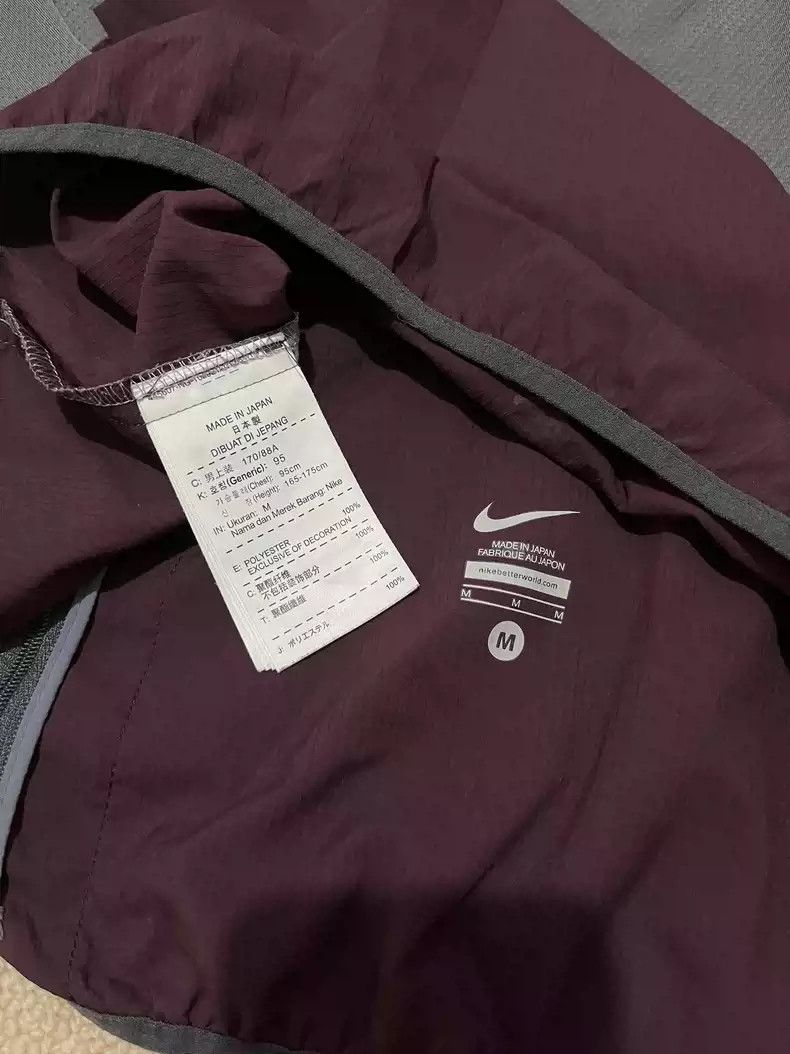 MADE IN JAPAN
日本製
DIBUAT DI JEPANG
C: 男上装 170/88A
K: 호칭(Generic): 95
가슴둘레(Chest): 95cm
신 장(Height): 165-175cm
IN: Ukuran: M
Nama dan Merek Barang: Nike
100%
E: POLYESTER
EXCLUSIVE OF DECORATION
100%
C: 聚酯纤维
不包括装饰部分
100%
T: 聚酯纖維
100%
J: ポリエステル
MADE IN JAPAN
FABRIQUE AU JAPON
nikebetterworld.com
M M M
M